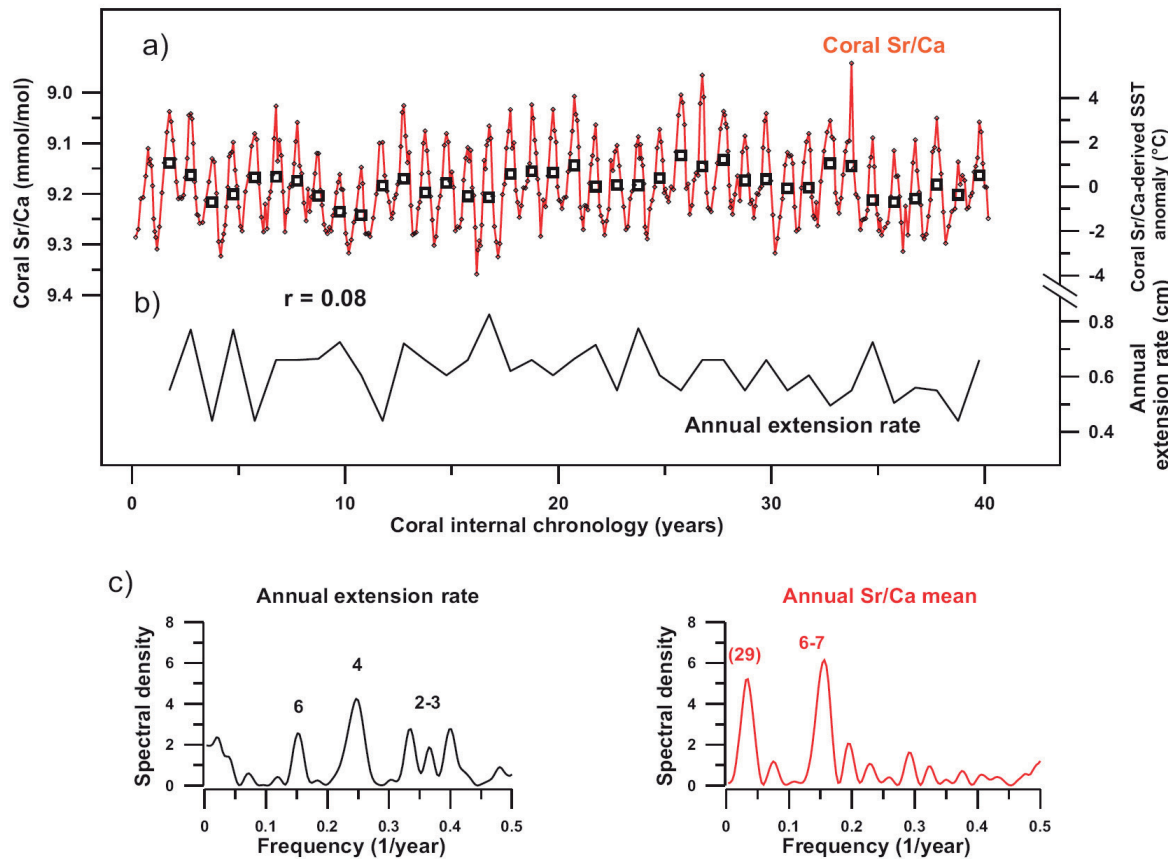 a)
Coral Sr/Ca
Coral Sr/Ca (mmol/mol)
9.0
9.1
9.2
9.3
9.4
4
2
0
-2
-4
Coral Sr/Ca-derived SST
anomaly (°C)
b)
r = 0.08
0.8
0.6
0.4
Annual
extension rate (cm)
Annual extension rate
0 10 20 30 40
Coral internal chronology (years)
c)
Annual extension rate
Spectral density
8
6
4
2
0
6
4
2-3
0 0.1 0.2 0.3 0.4 0.5
Frequency (1/year)
Annual Sr/Ca mean
Spectral density
8
6
4
2
0
(29)
6-7
0 0.1 0.2 0.3 0.4 0.5
Frequency (1/year)